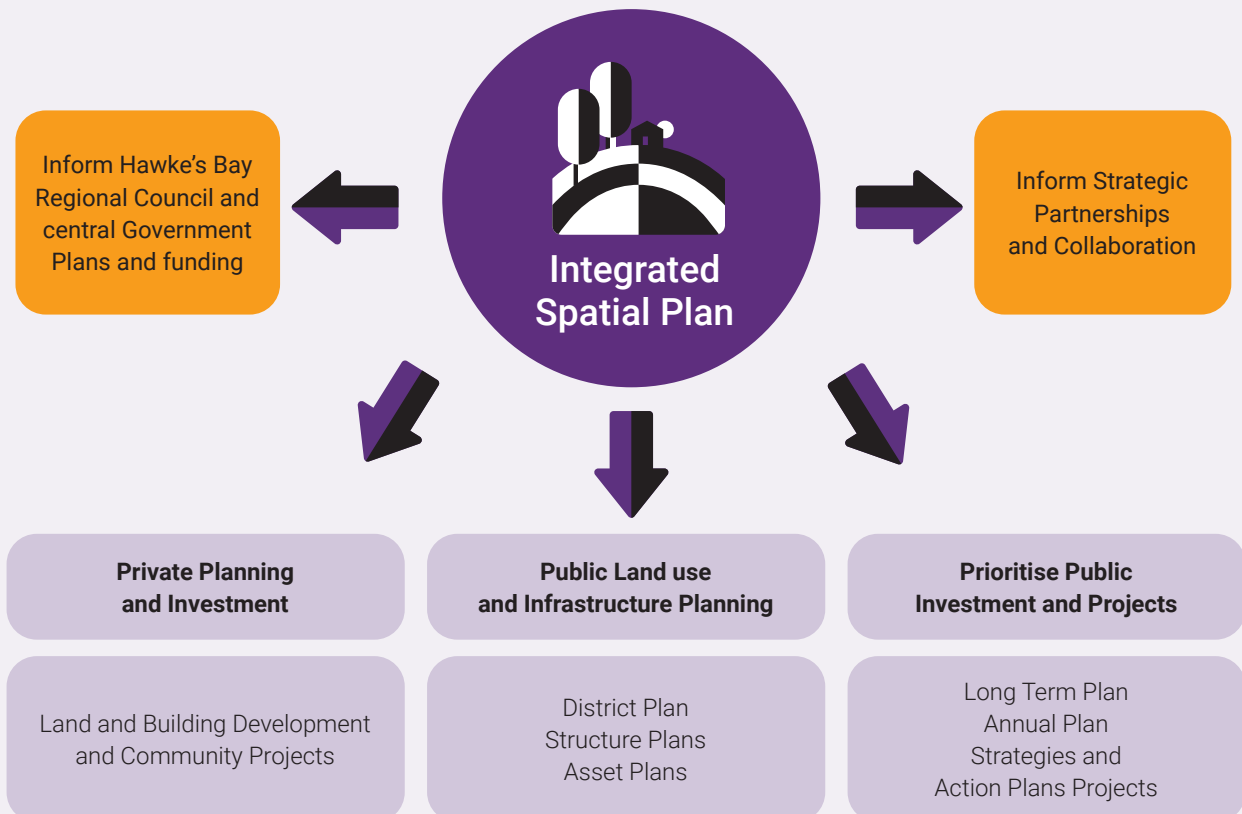 Inform Hawke’s Bay
Regional Council and
central Government
Plans and funding
Integrated
Spatial Plan
Inform Strategic
Partnerships
and Collaboration
Private Planning
and Investment
Public Land use
and Infrastructure Planning
Prioritise Public
Investment and Projects
Land and Building Development
and Community Projects
District Plan
Structure Plans
Asset Plans
Long Term Plan
Annual Plan
Strategies and
Action Plans Projects